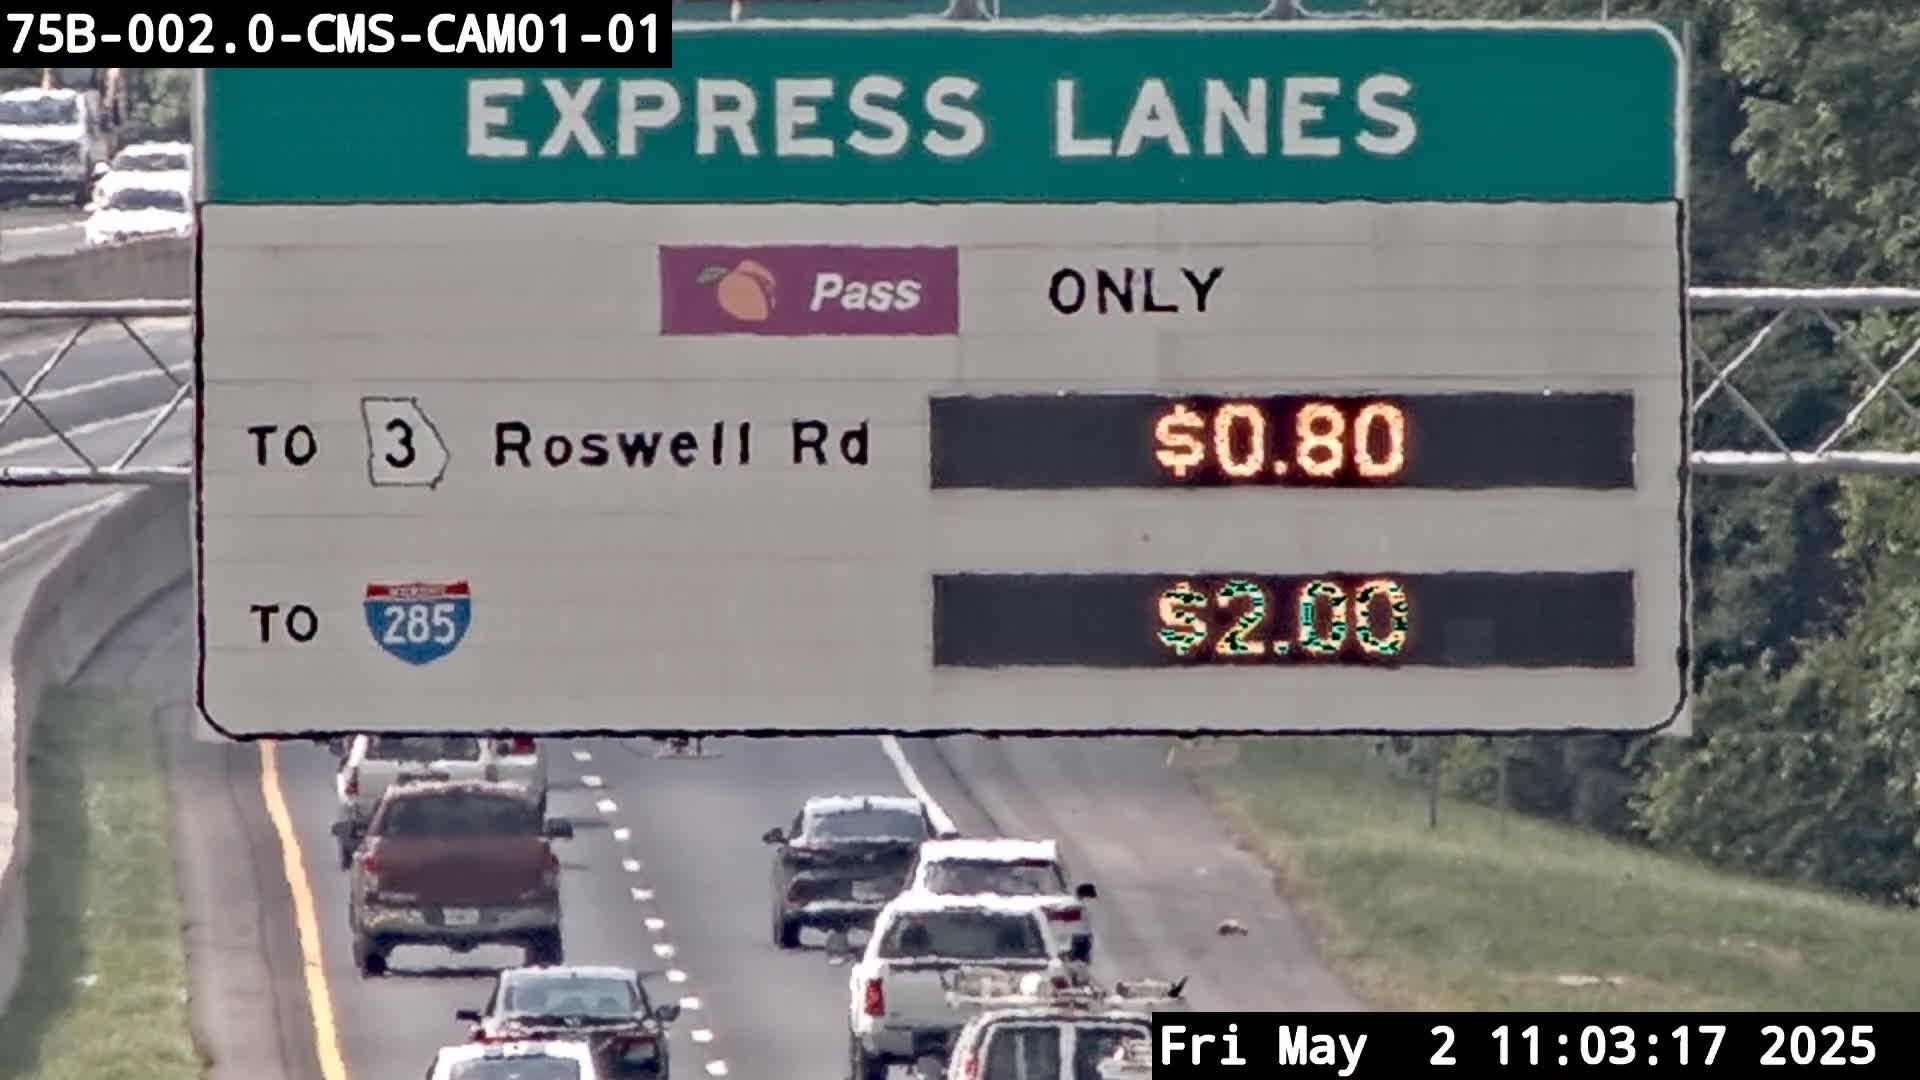 75B-002.0-CMS-CAM01-01
EXPRESS LANES
Pass ONLY
TO 3 Roswell Rd $0.80
TO 285 $2.00
Fri May 2 11:03:17 2025